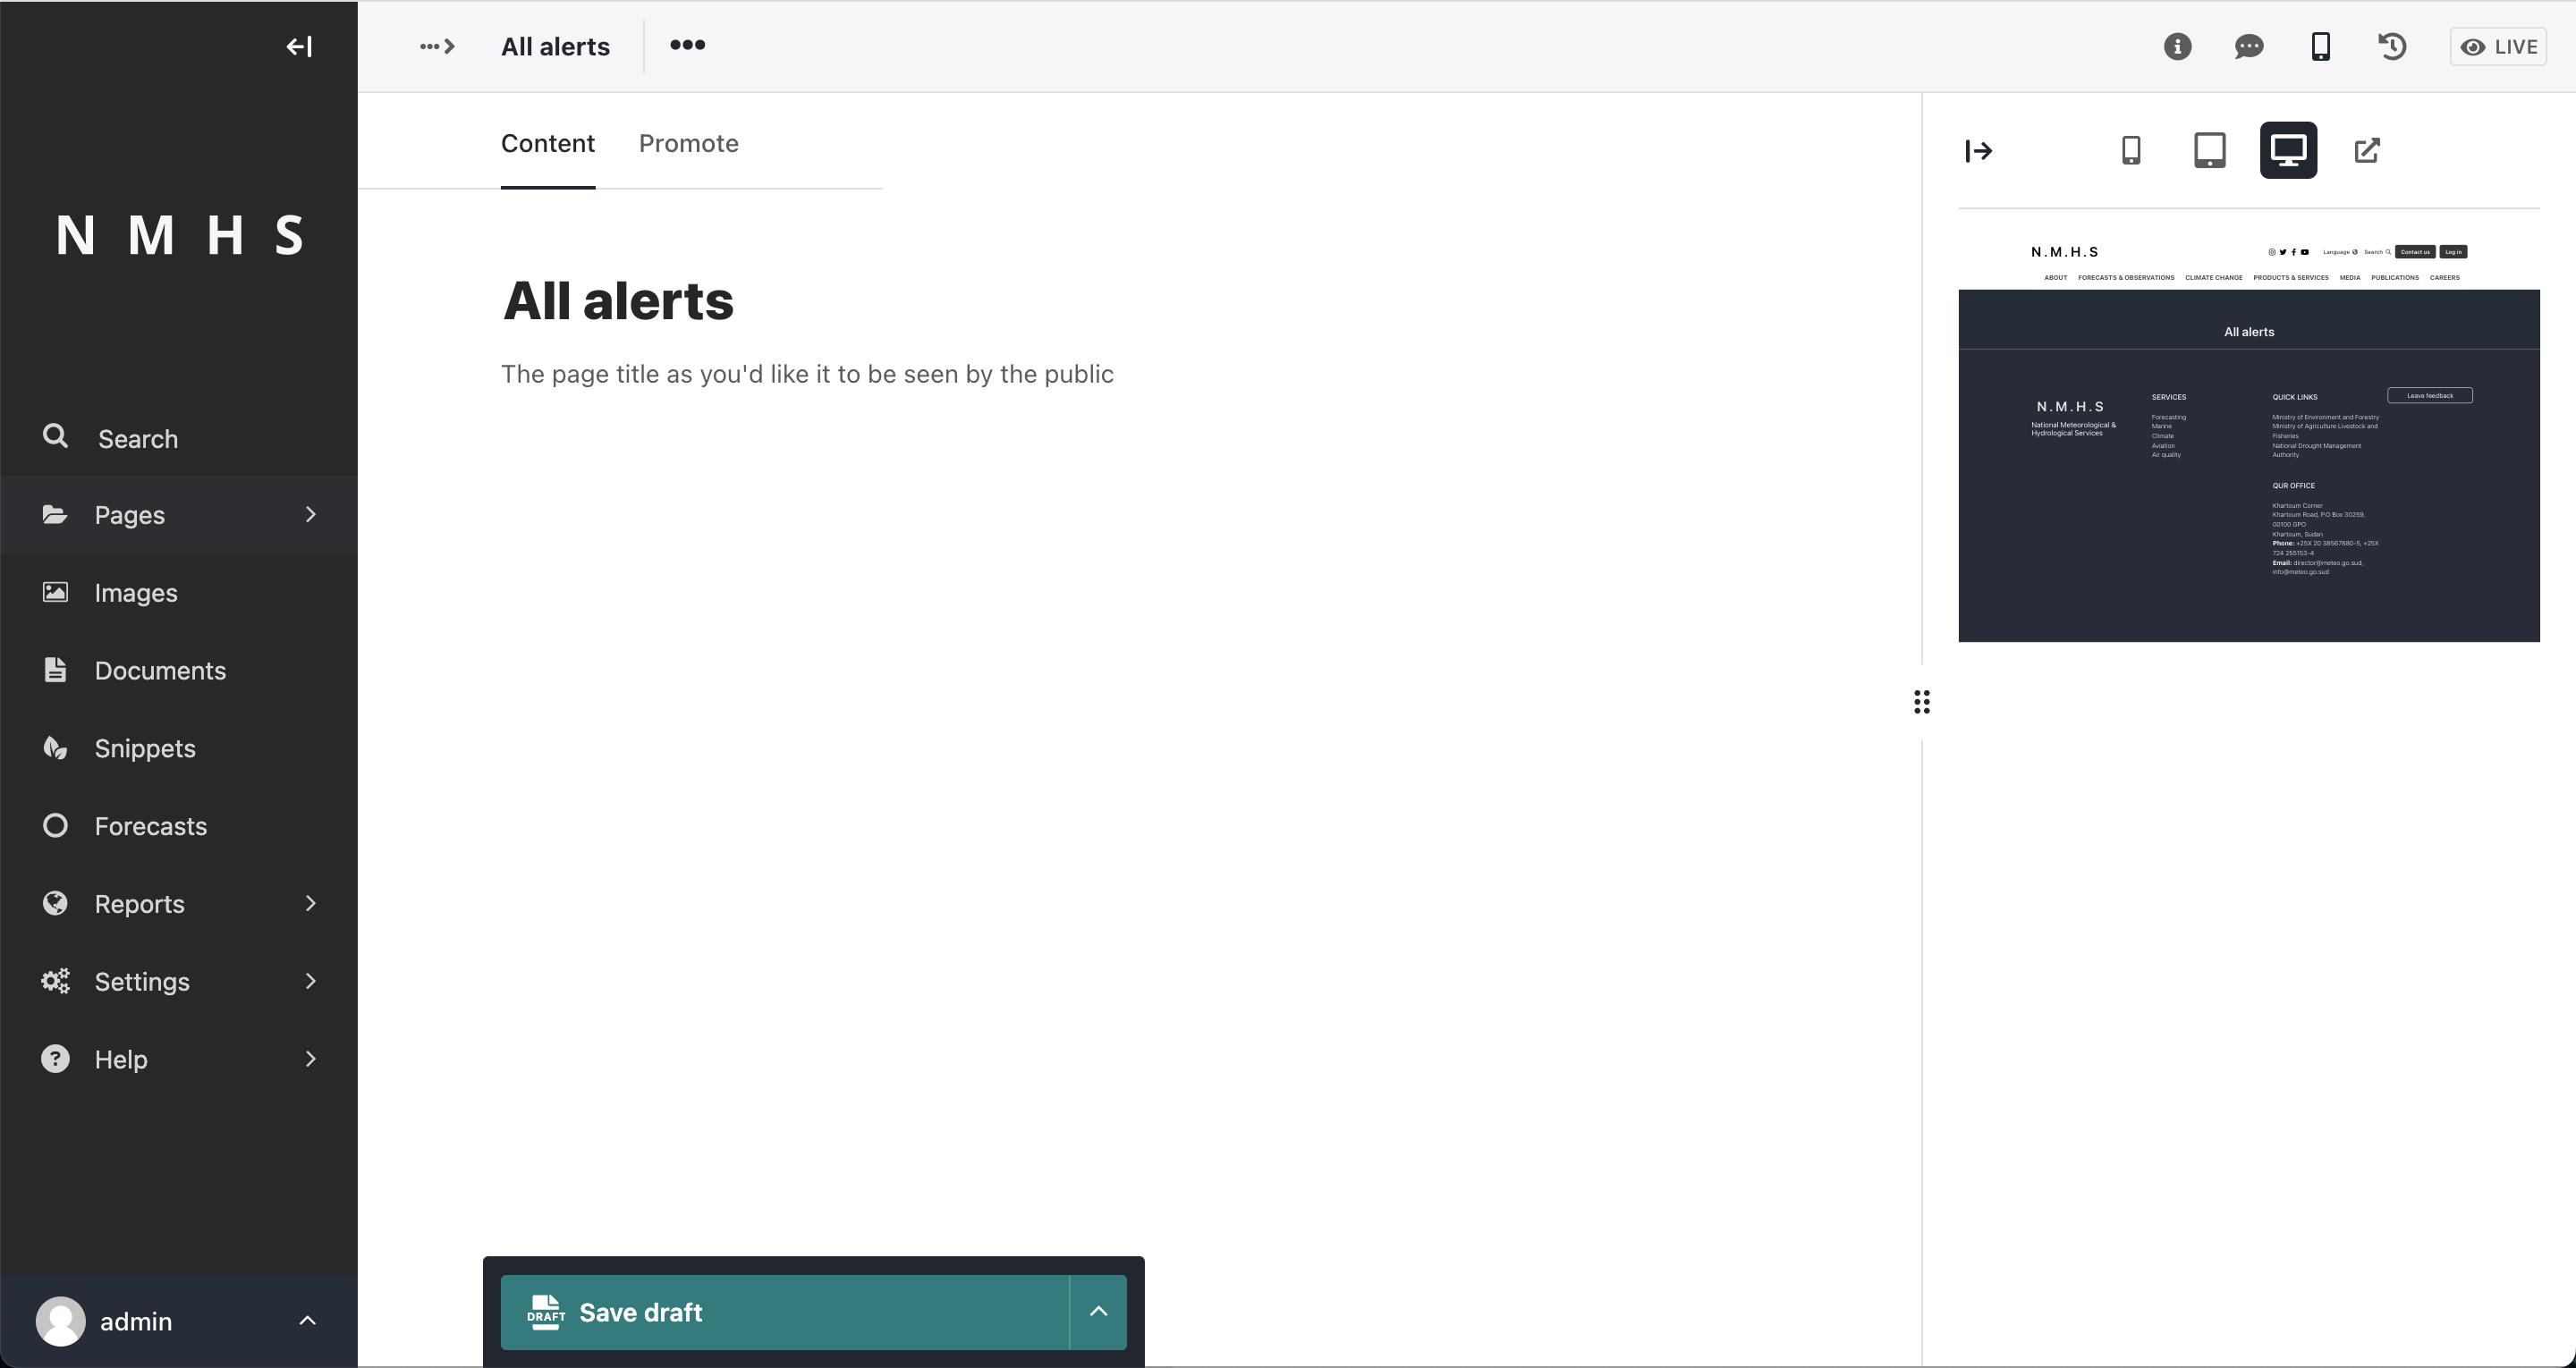 N M H S
Search
Pages
Images
Documents
Snippets
Forecasts
Reports
Settings
Help
admin
All alerts
LIVE
Content
Promote
All alerts
The page title as you'd like it to be seen by the public
DRAFT
Save draft
N.M.H.S
Language
Search
Contact us
Log in
ABOUT FORECASTS & OBSERVATIONS CLIMATE CHANGE PRODUCTS & SERVICES MEDIA PUBLICATIONS CAREERS
All alerts
N.M.H.S
National Meteorological &
Hydrological Services
SERVICES
Forecasting
Marine
Climate
Aviation
Air quality
QUICK LINKS
Ministry of Environment and Forestry
Ministry of Agriculture Livestock and
Fisheries
National Drought Management
Authority
QUR OFFICE
Khartoum Corner
Khartoum Road, P.O Box 30259,
00100 GPO
Khartoum, Sudan
Phone: +25X 20 38567880-5, +25X
724 255153-4
Email: director@meteo.go.sud,
info@meteo.go.sud
Leave feedback